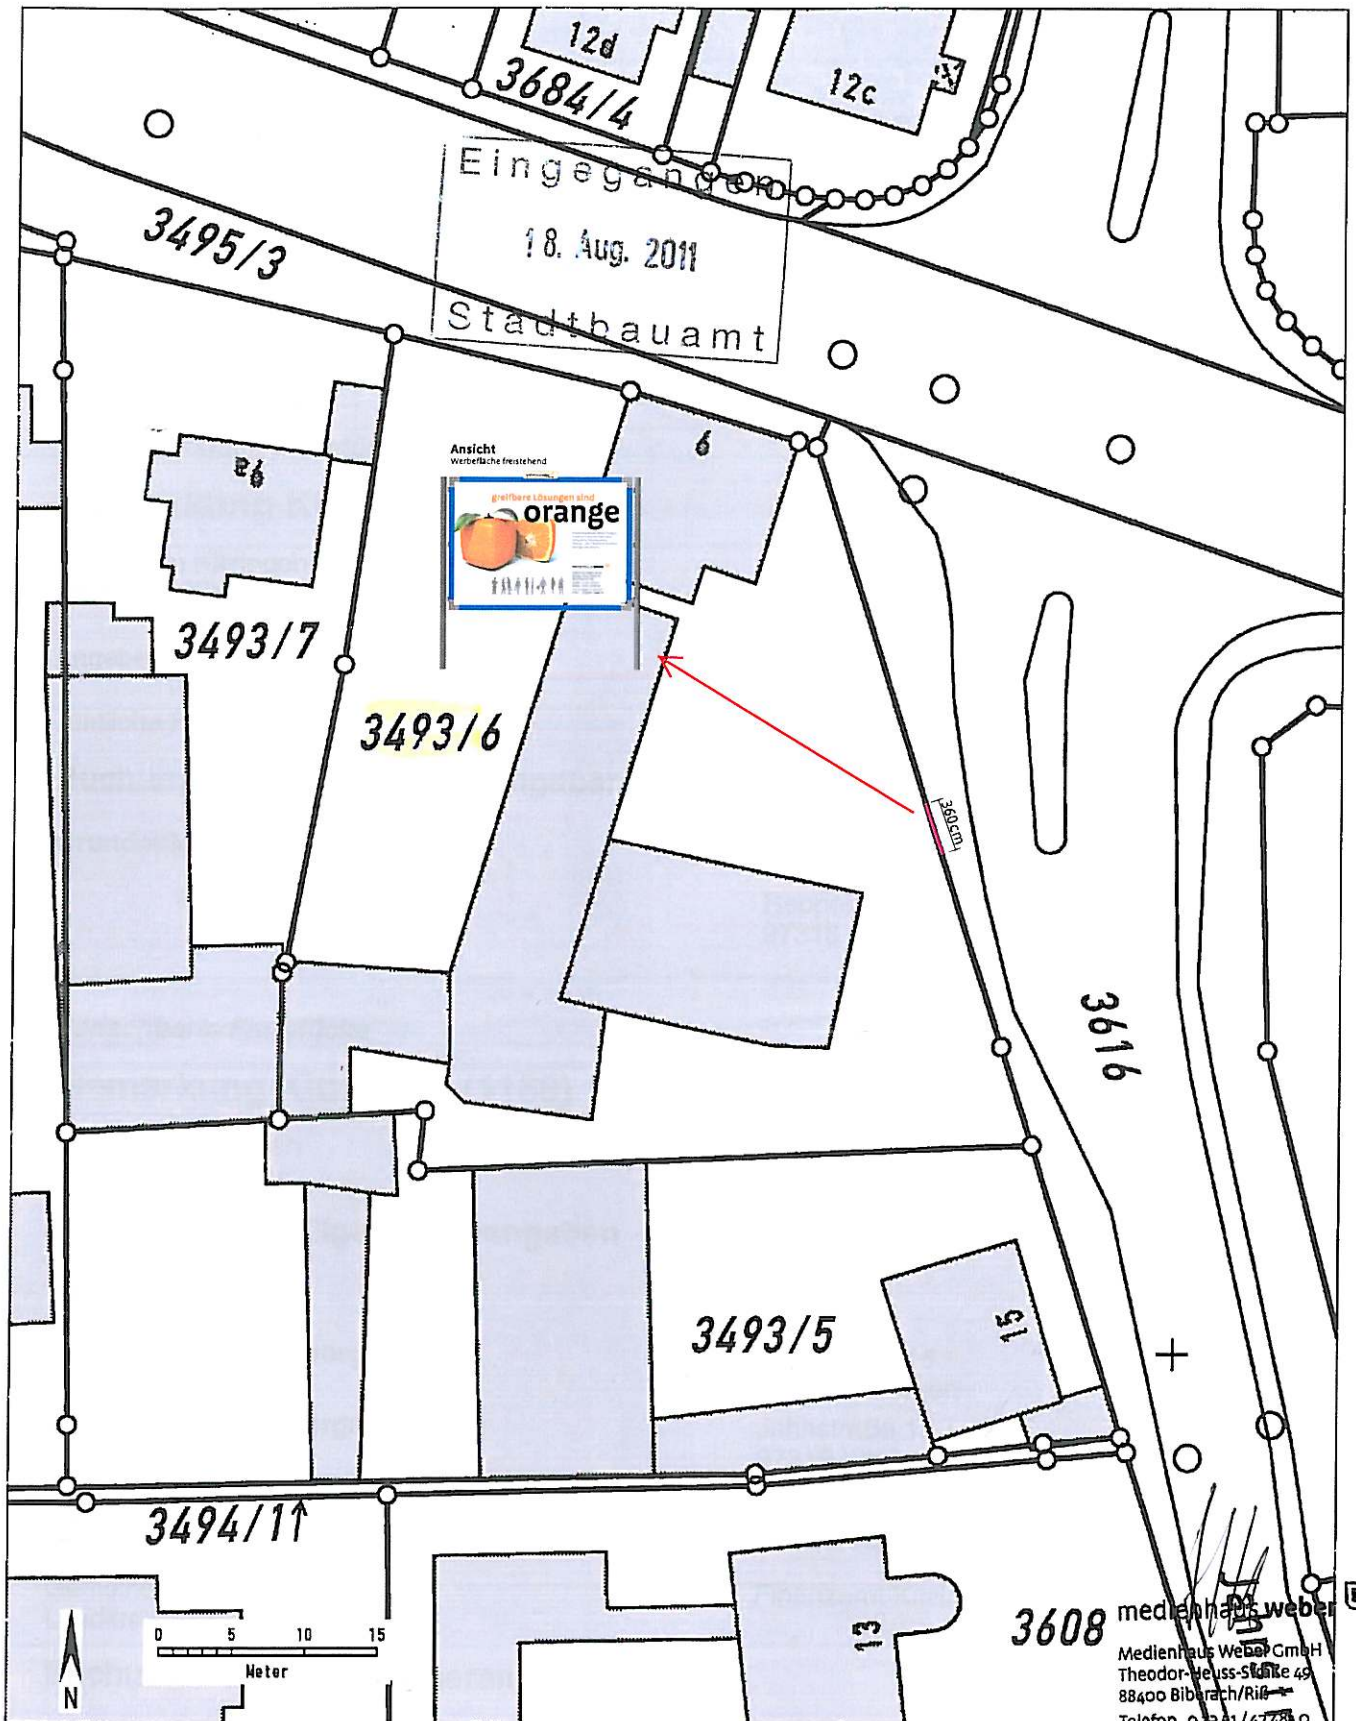 12d
12c
3684/4
Eingegangen
18. Aug. 2011
Stadtbauamt
3495/3
6
Ansicht
Werbefläche freistehend
greifbare Lösungen sind
orange
3493/7
3493/6
360cm
3616
3493/5
15
3494/1
13
3608
0 5 10 15
Meter
N
medienhaus weber
Medienhaus Weber GmbH
Theodor-Heuss-Straße 49
88400 Biberach/Riß
Telefon